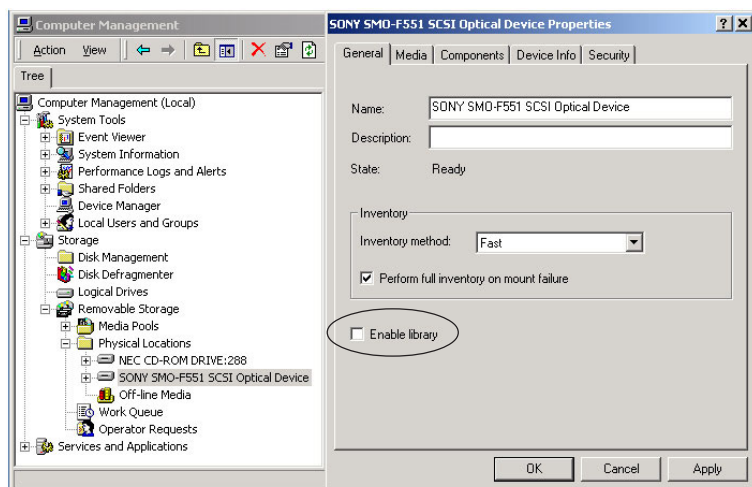 Computer Management
Action View
Tree
Computer Management (Local)
System Tools
Event Viewer
System Information
Performance Logs and Alerts
Shared Folders
Device Manager
Local Users and Groups
Storage
Disk Management
Disk Defragmenter
Logical Drives
Removable Storage
Media Pools
Physical Locations
NEC CD-ROM DRIVE:288
SONY SMO-F551 SCSI Optical Device
Off-line Media
Work Queue
Operator Requests
Services and Applications
SONY SMO-F551 SCSI Optical Device Properties
General Media Components Device Info Security
Name: SONY SMO-F551 SCSI Optical Device
Description:
State: Ready
Inventory
Inventory method: Fast
Perform full inventory on mount failure
Enable library
OK Cancel Apply